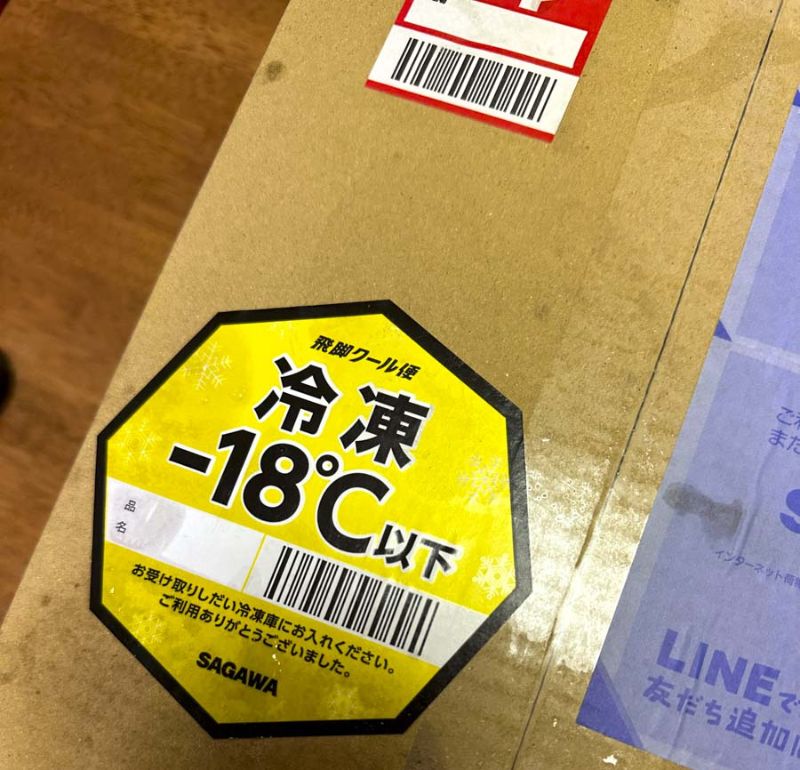 飛脚クール便
冷凍
-18℃以下
品名
お受け取りしだい冷凍庫にお入れください。
ご利用ありがとうございました。
SAGAWA
インターネット
LINEで
友だち追加